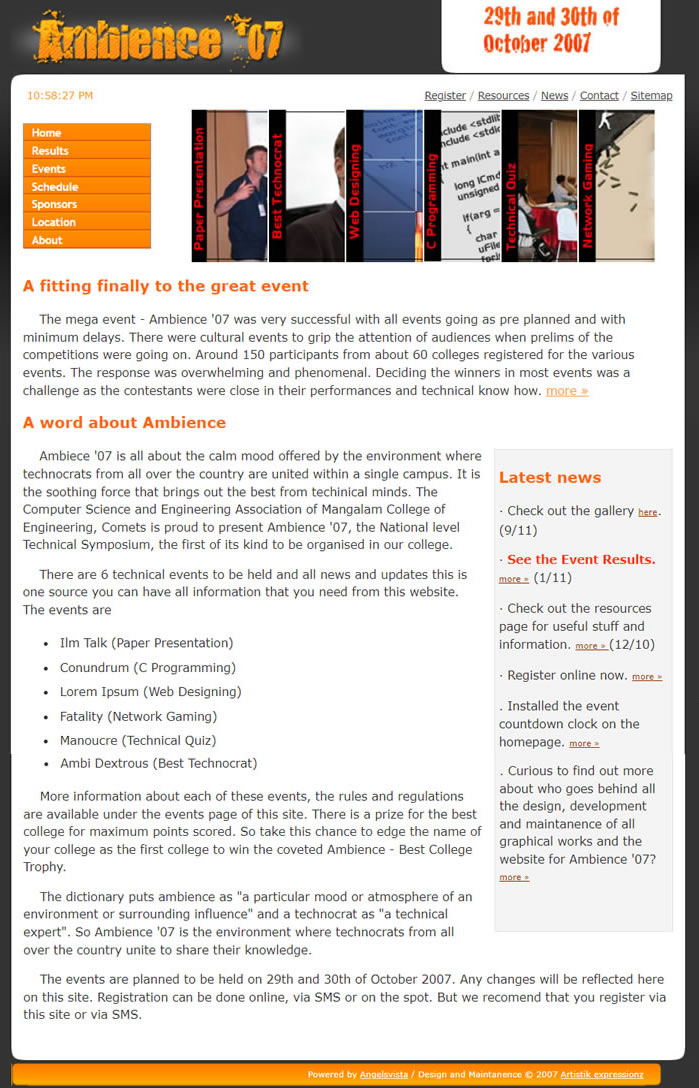 Ambience '07
29th and 30th of
October 2007
10:58:27 PM
Register / Resources / News / Contact / Sitemap
Home
Results
Events
Schedule
Sponsors
Location
About
Paper Presentation
Best Technocrat
Web Designing
C Programming
Technical Quiz
Network Gaming
include <stdlib
include <stdio
nt main(int a
long lCmd
unsigned
if(arg =
{
char
uFile
A fitting finally to the great event
The mega event - Ambience '07 was very successful with all events going as pre planned and with
minimum delays. There were cultural events to grip the attention of audiences when prelims of the
competitions were going on. Around 150 participants from about 60 colleges registered for the various
events. The response was overwhelming and phenomenal. Deciding the winners in most events was a
challenge as the contestants were close in their performances and technical know how. more »
A word about Ambience
Ambiece '07 is all about the calm mood offered by the environment where
technocrats from all over the country are united within a single campus. It is
the soothing force that brings out the best from techinical minds. The
Computer Science and Engineering Association of Mangalam College of
Engineering, Comets is proud to present Ambience '07, the National level
Technical Symposium, the first of its kind to be organised in our college.
There are 6 technical events to be held and all news and updates this is
one source you can have all information that you need from this website.
The events are
• Ilm Talk (Paper Presentation)
• Conundrum (C Programming)
• Lorem Ipsum (Web Designing)
• Fatality (Network Gaming)
• Manoucre (Technical Quiz)
• Ambi Dextrous (Best Technocrat)
More information about each of these events, the rules and regulations
are available under the events page of this site. There is a prize for the best
college for maximum points scored. So take this chance to edge the name of
your college as the first college to win the coveted Ambience - Best College
Trophy.
The dictionary puts ambience as "a particular mood or atmosphere of an
environment or surrounding influence" and a technocrat as "a technical
expert". So Ambience '07 is the environment where technocrats from all
over the country unite to share their knowledge.
Latest news
· Check out the gallery here.
(9/11)
· See the Event Results.
more » (1/11)
· Check out the resources
page for useful stuff and
information. more » (12/10)
· Register online now. more »
. Installed the event
countdown clock on the
homepage. more »
. Curious to find out more
about who goes behind all
the design, development
and maintanence of all
graphical works and the
website for Ambience '07?
more »
The events are planned to be held on 29th and 30th of October 2007. Any changes will be reflected here
on this site. Registration can be done online, via SMS or on the spot. But we recomend that you register via
this site or via SMS.
Powered by Angelsvista / Design and Maintanence © 2007 Artistik expressionz